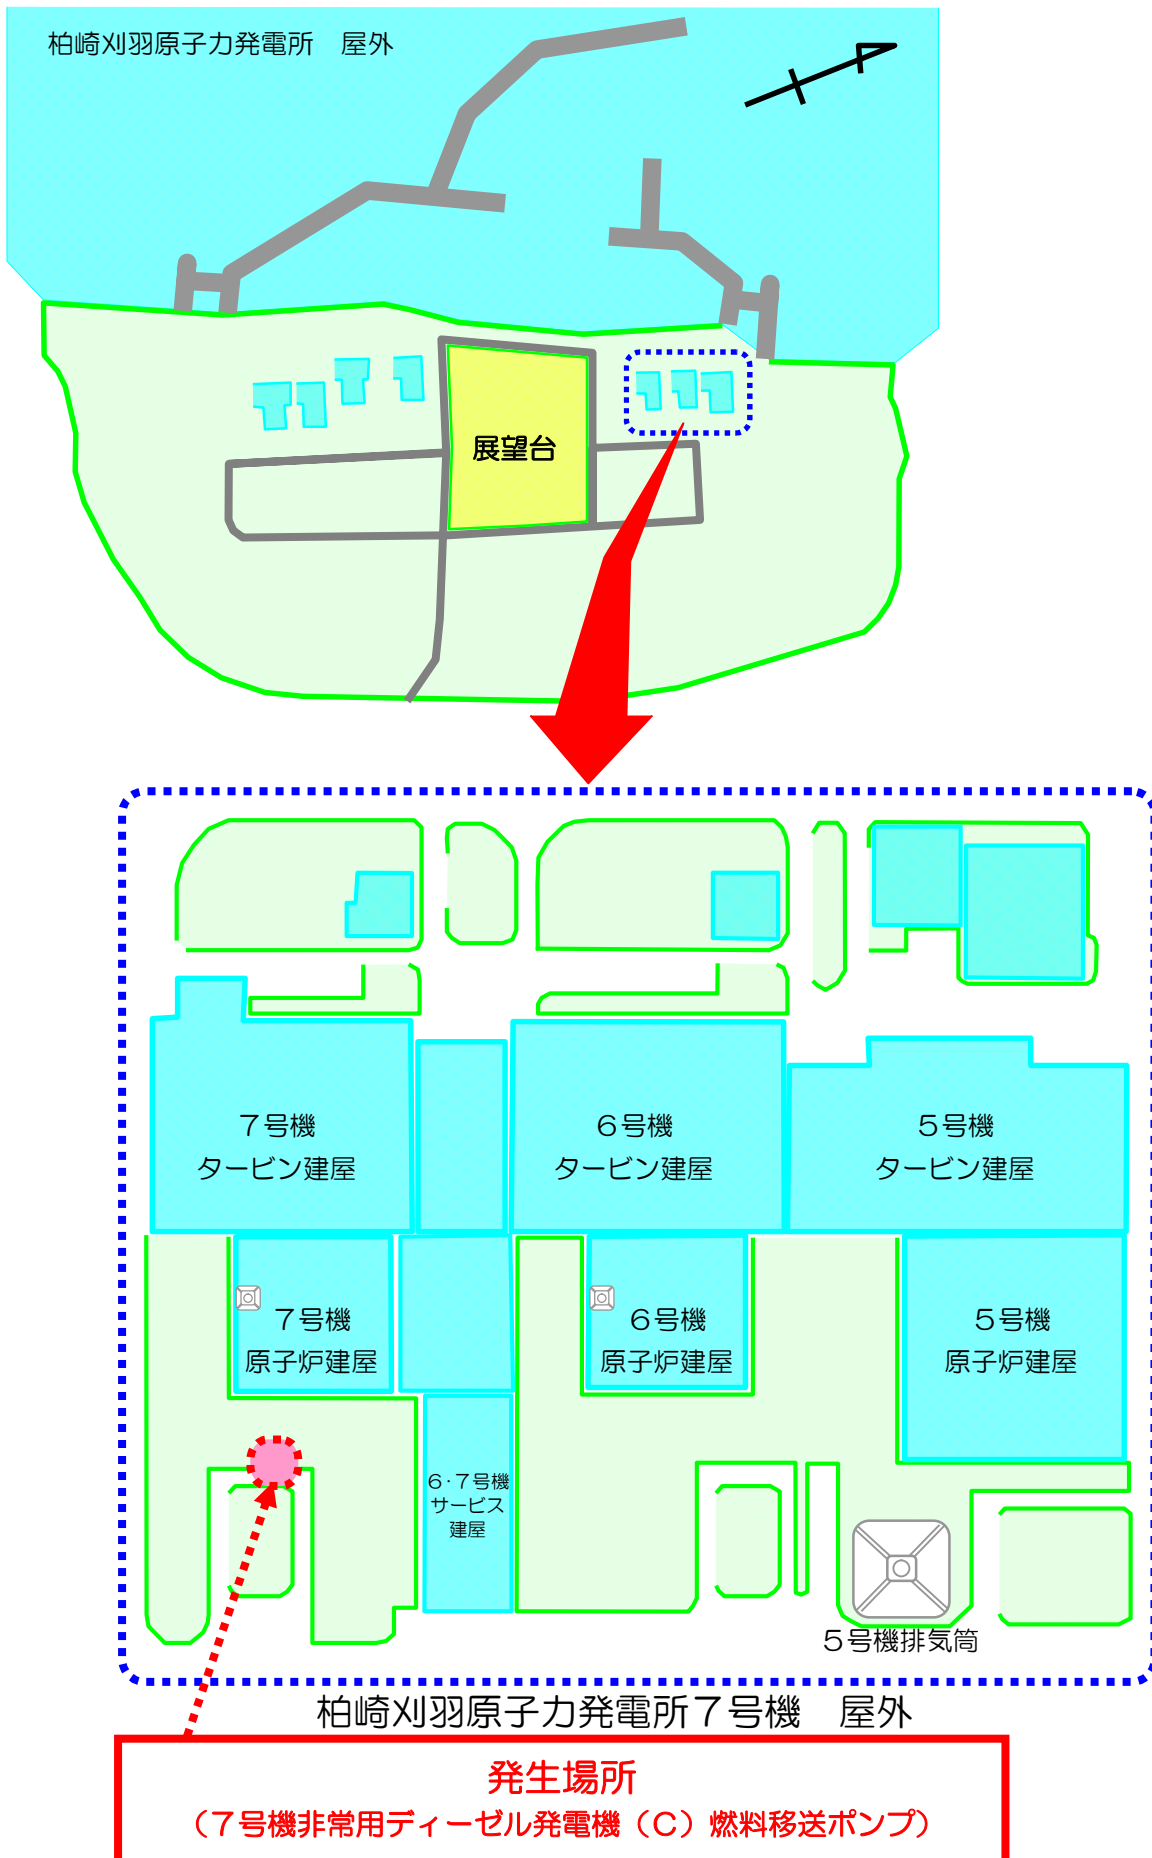 柏崎刈羽原子力発電所　屋外
展望台
７号機
タービン建屋
６号機
タービン建屋
５号機
タービン建屋
７号機
原子炉建屋
６号機
原子炉建屋
５号機
原子炉建屋
６・７号機
サービス
建屋
５号機排気筒
柏崎刈羽原子力発電所７号機　屋外
発生場所
（７号機非常用ディーゼル発電機（Ｃ）燃料移送ポンプ）